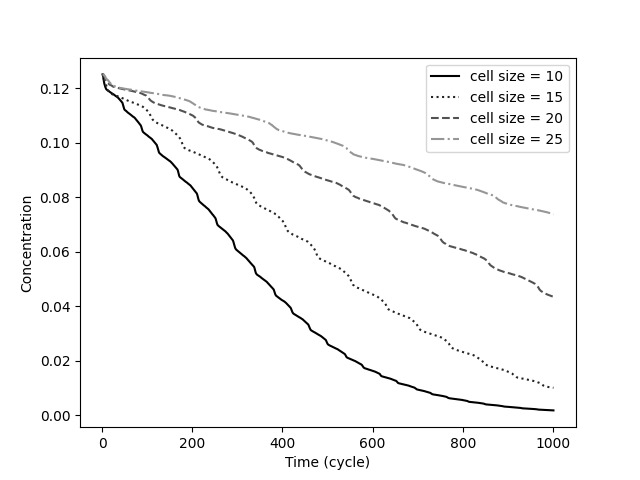 cell size = 10
cell size = 15
cell size = 20
cell size = 25
0.12
0.10
0.08
0.06
0.04
0.02
0.00
Concentration
0 200 400 600 800 1000
Time (cycle)